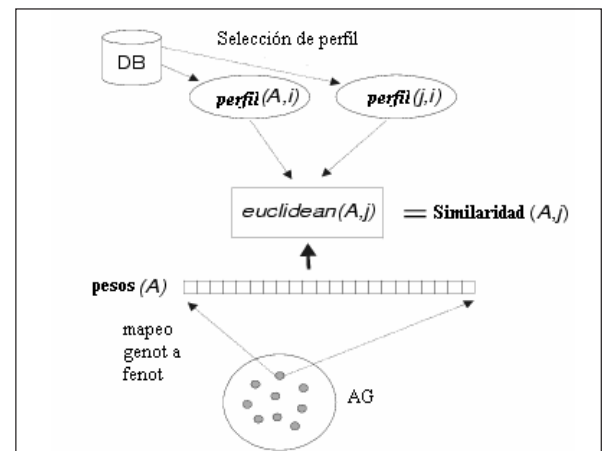 Selección de perfil
DB
perfil(A,i)
perfil(j,i)
euclidean(A,j)
= Similaridad (A,j)
pesos (A)
mapeo
genot a
fenot
AG